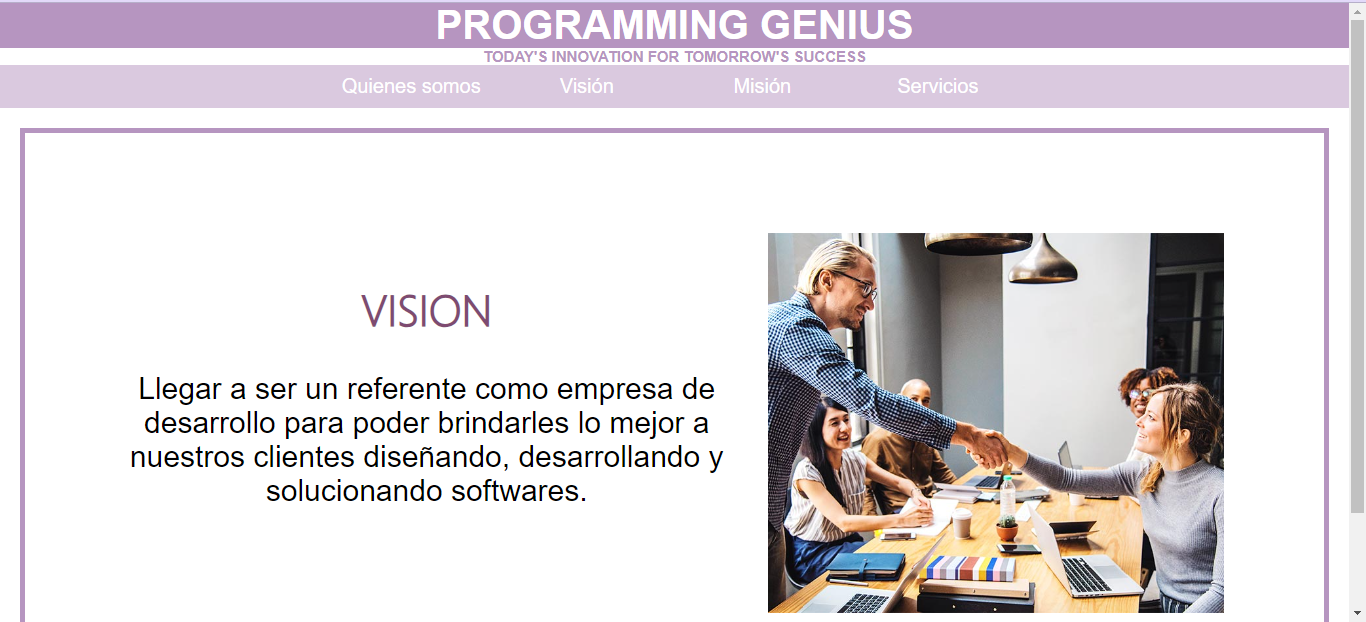 PROGRAMMING GENIUS
TODAY'S INNOVATION FOR TOMORROW'S SUCCESS
Quienes somos Visión Misión Servicios
VISION
Llegar a ser un referente como empresa de
desarrollo para poder brindarles lo mejor a
nuestros clientes diseñando, desarrollando y
solucionando softwares.